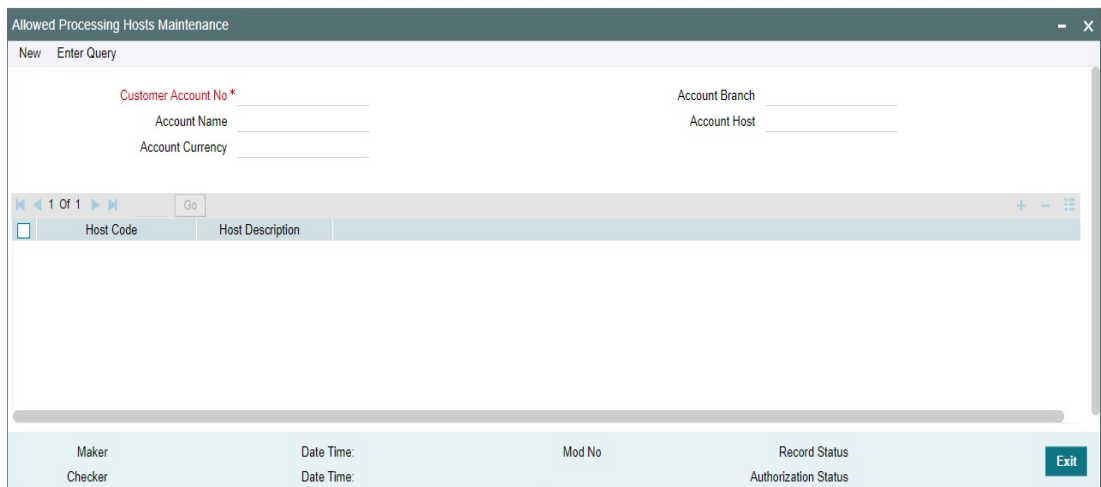 Allowed Processing Hosts Maintenance
New Enter Query
Customer Account No * Account Branch
Account Name Account Host
Account Currency
1 Of 1 Go
Host Code Host Description
Maker Date Time: Mod No Record Status
Checker Date Time: Authorization Status
Exit